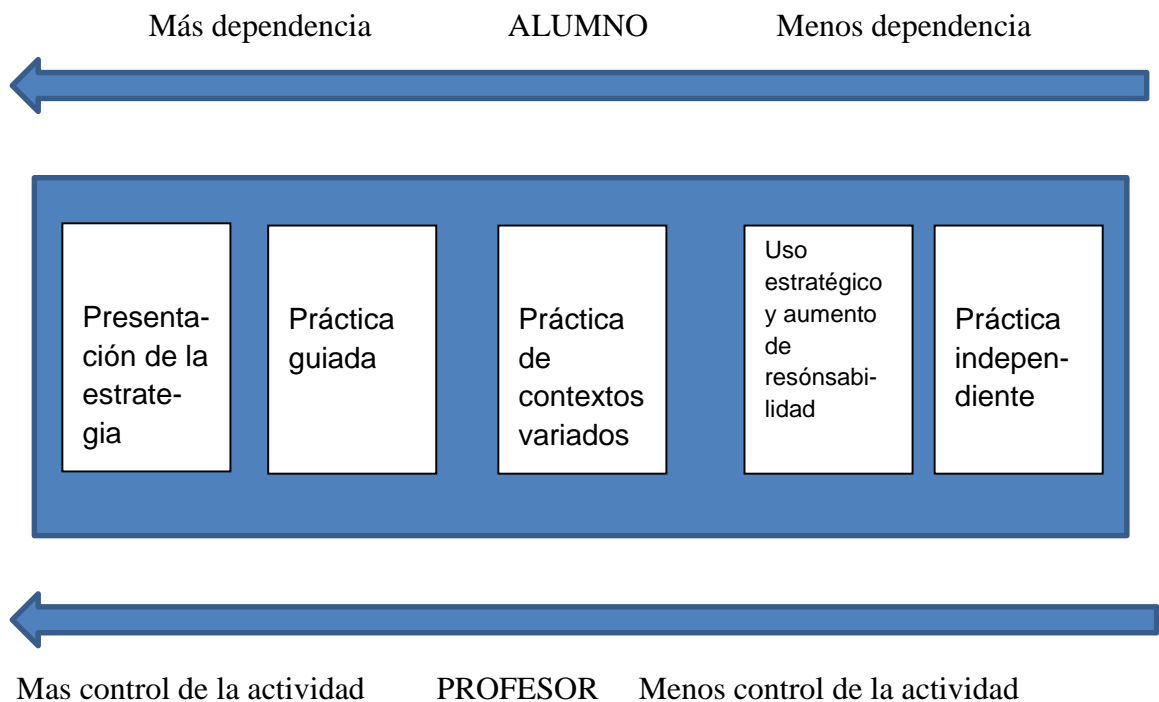 Más dependencia ALUMNO Menos dependencia
Presenta-
ción de la
estrate-
gia
Práctica
guiada
Práctica
de
contextos
variados
Uso
estratégico
y aumento
de
resónsabi-
lidad
Práctica
indepen-
diente
Mas control de la actividad PROFESOR Menos control de la actividad